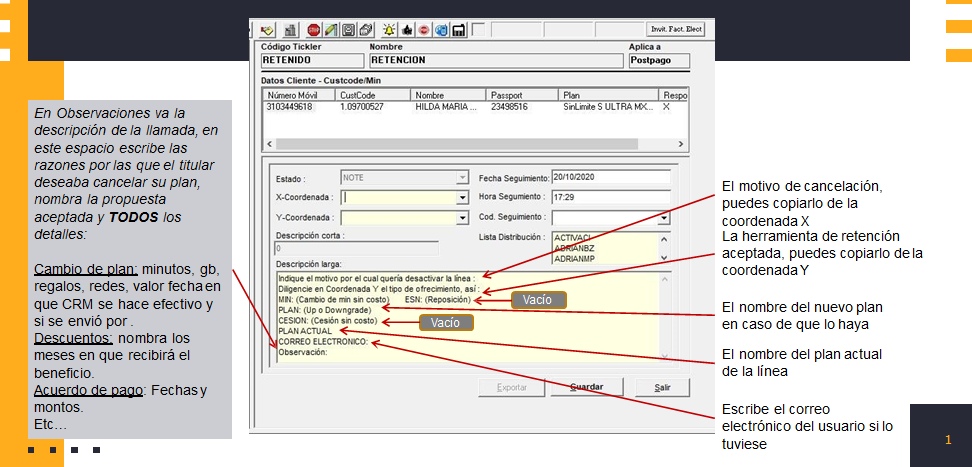 Invit. Fact. Elect
Código Tickler Nombre Aplica a
RETENIDO RETENCION Postpago
Datos Cliente - Custcode/Min
Número Móvil CustCode Nombre Passport Plan Respo
3103449618 1.09700527 HILDA MARIA ... 23498516 SinLimite S ULTRA MX... X
Estado : NOTE Fecha Seguimiento: 20/10/2020
X-Coordenada : Hora Seguimiento : 17:29
Y-Coordenada : Cod. Seguimiento :
Descripción corta : Lista Distribución : ACTIVACI
0 ADRIANBZ
ADRIANMP
Descripción larga:
Indique el motivo por el cual quería desactivar la línea :
Diligencie en Coordenada Y el tipo de ofrecimiento, así :
MIN: (Cambio de min sin costo) ESN: (Reposición) Vacío
PLAN: (Up o Downgrade)
CESION: (Cesión sin costo) Vacío
PLAN ACTUAL
CORREO ELECTRONICO:
Observación:
Exportar Guardar Salir
En Observaciones va la
descripción de la llamada, en
este espacio escribe las
razones por las que el titular
deseaba cancelar su plan,
nombra la propuesta
aceptada y TODOS los
detalles:
Cambio de plan: minutos, gb,
regalos, redes, valor fecha en
que CRM se hace efectivo y
si se envió por .
Descuentos: nombra los
meses en que recibirá el
beneficio.
Acuerdo de pago: Fechas y
montos.
Etc…
El motivo de cancelación,
puedes copiarlo de la
coordenada X
La herramienta de retención
aceptada, puedes copiarlo de la
coordenada Y
El nombre del nuevo plan
en caso de que lo haya
El nombre del plan actual
de la línea
Escribe el correo
electrónico del usuario si lo
tuviese
1